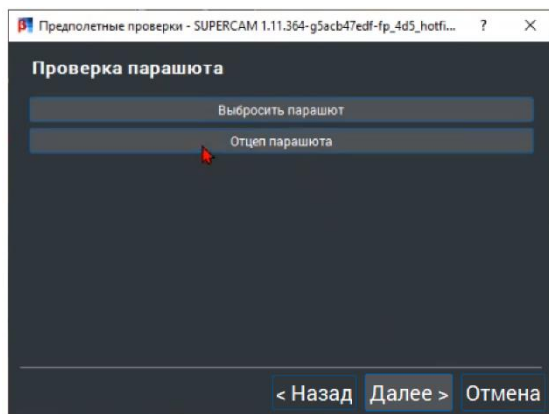 Предполетные проверки - SUPERCAM 1.11.364-g5acb47edf-fp_4d5_hotfi...
Проверка парашюта
Выбросить парашют
Отцеп парашюта
< Назад Далее > Отмена